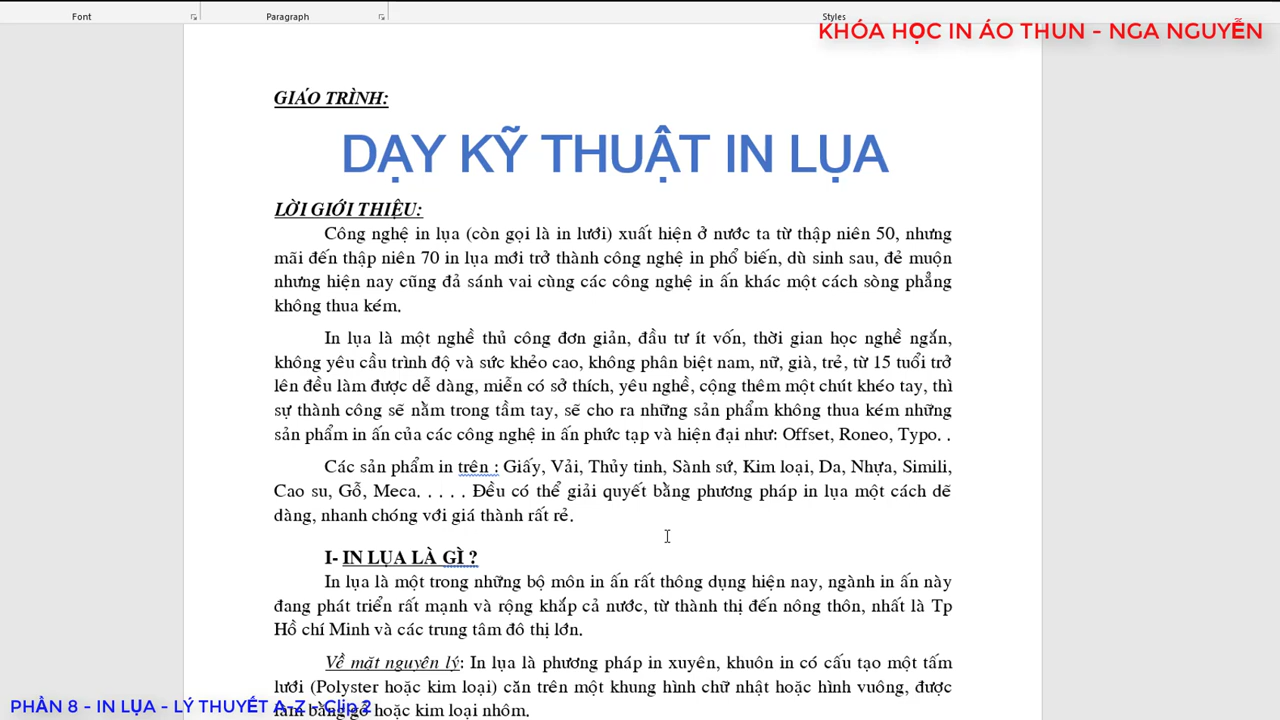 Font Paragraph Styles
KHÓA HỌC IN ÁO THUN - NGA NGUYỄN
GIÁO TRÌNH:
DẠY KỸ THUẬT IN LỤA
LỜI GIỚI THIỆU:
Công nghệ in lụa (còn gọi là in lưới) xuất hiện ở nước ta từ thập niên 50, nhưng
mãi đến thập niên 70 in lụa mới trở thành công nghệ in phổ biến, dù sinh sau, đẻ muộn
nhưng hiện nay cũng đả sánh vai cùng các công nghệ in ấn khác một cách sòng phẳng
không thua kém.
In lụa là một nghề thủ công đơn giản, đầu tư ít vốn, thời gian học nghề ngắn,
không yêu cầu trình độ và sức khẻo cao, không phân biệt nam, nữ, già, trẻ, từ 15 tuổi trở
lên đều làm được dễ dàng, miễn có sở thích, yêu nghề, cộng thêm một chút khéo tay, thì
sự thành công sẽ nằm trong tầm tay, sẽ cho ra những sản phẩm không thua kém những
sản phẩm in ấn của các công nghệ in ấn phức tạp và hiện đại như: Offset, Roneo, Typo. .
Các sản phẩm in trên : Giấy, Vải, Thủy tinh, Sành sứ, Kim loại, Da, Nhựa, Simili,
Cao su, Gỗ, Meca. . . . . Đều có thể giải quyết bằng phương pháp in lụa một cách dẽ
dàng, nhanh chóng với giá thành rất rẻ.
I- IN LỤA LÀ GÌ ?
In lụa là một trong những bộ môn in ấn rất thông dụng hiện nay, ngành in ấn này
đang phát triển rất mạnh và rộng khắp cả nước, từ thành thị đến nông thôn, nhất là Tp
Hồ chí Minh và các trung tâm đô thị lớn.
Về mặt nguyên lý: In lụa là phương pháp in xuyên, khuôn in có cấu tạo một tấm
lưới (Polyster hoặc kim loại) căn trên một khung hình chữ nhật hoặc hình vuông, được
làm bằng gỗ hoặc kim loại nhôm.
PHẦN 8 - IN LỤA - LÝ THUYẾT A-Z - Clip 2